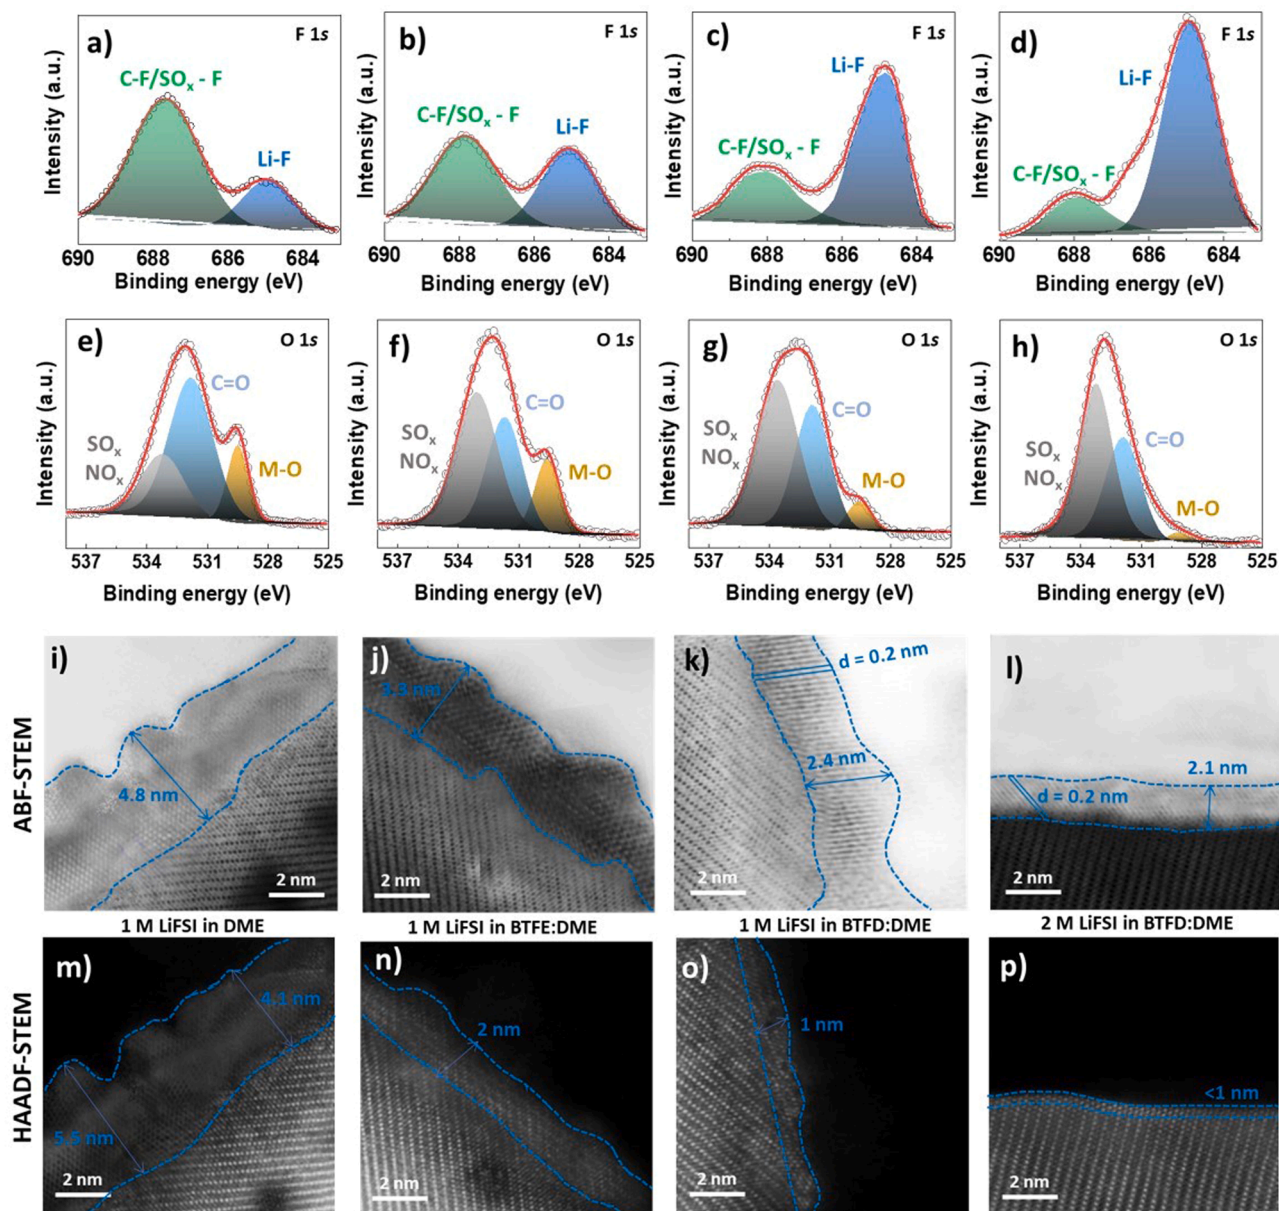 a)
F 1s
C-F/SOx - F
Li-F
Intensity (a.u.)
690 688 686 684
Binding energy (eV)
b)
F 1s
C-F/SOx - F
Li-F
Intensity (a.u.)
690 688 686 684
Binding energy (eV)
c)
F 1s
Li-F
C-F/SOx - F
Intensity (a.u.)
690 688 686 684
Binding energy (eV)
d)
F 1s
Li-F
C-F/SOx - F
Intensity (a.u.)
690 688 686 684
Binding energy (eV)
e)
O 1s
C=O
SOx
NOx
M-O
Intensity (a.u.)
537 534 531 528 525
Binding energy (eV)
f)
O 1s
C=O
SOx
NOx
M-O
Intensity (a.u.)
537 534 531 528 525
Binding energy (eV)
g)
O 1s
C=O
SOx
NOx
M-O
Intensity (a.u.)
537 534 531 528 525
Binding energy (eV)
h)
O 1s
C=O
SOx
NOx
M-O
Intensity (a.u.)
537 534 531 528 525
Binding energy (eV)
ABF-STEM
i)
4.8 nm
2 nm
1 M LiFSI in DME
j)
3.3 nm
2 nm
1 M LiFSI in BTFE:DME
k)
d = 0.2 nm
2.4 nm
2 nm
1 M LiFSI in BTFD:DME
l)
2.1 nm
d = 0.2 nm
2 nm
2 M LiFSI in BTFD:DME
HAADF-STEM
m)
4.1 nm
5.5 nm
2 nm
n)
2 nm
2 nm
o)
1 nm
2 nm
p)
<1 nm
2 nm